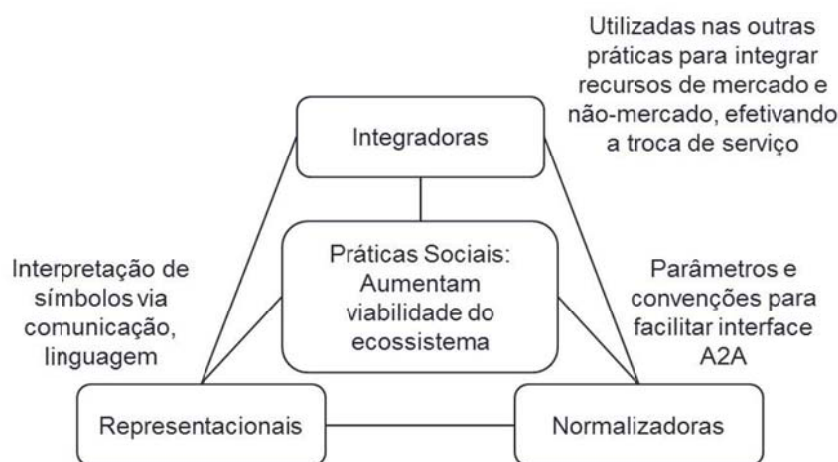 Utilizadas nas outras
práticas para integrar
recursos de mercado e
não-mercado, efetivando
a troca de serviço
Integradoras
Práticas Sociais:
Aumentam
viabilidade do
ecossistema
Interpretação de
símbolos via
comunicação,
linguagem
Parâmetros e
convenções para
facilitar interface
A2A
Representacionais
Normalizadoras